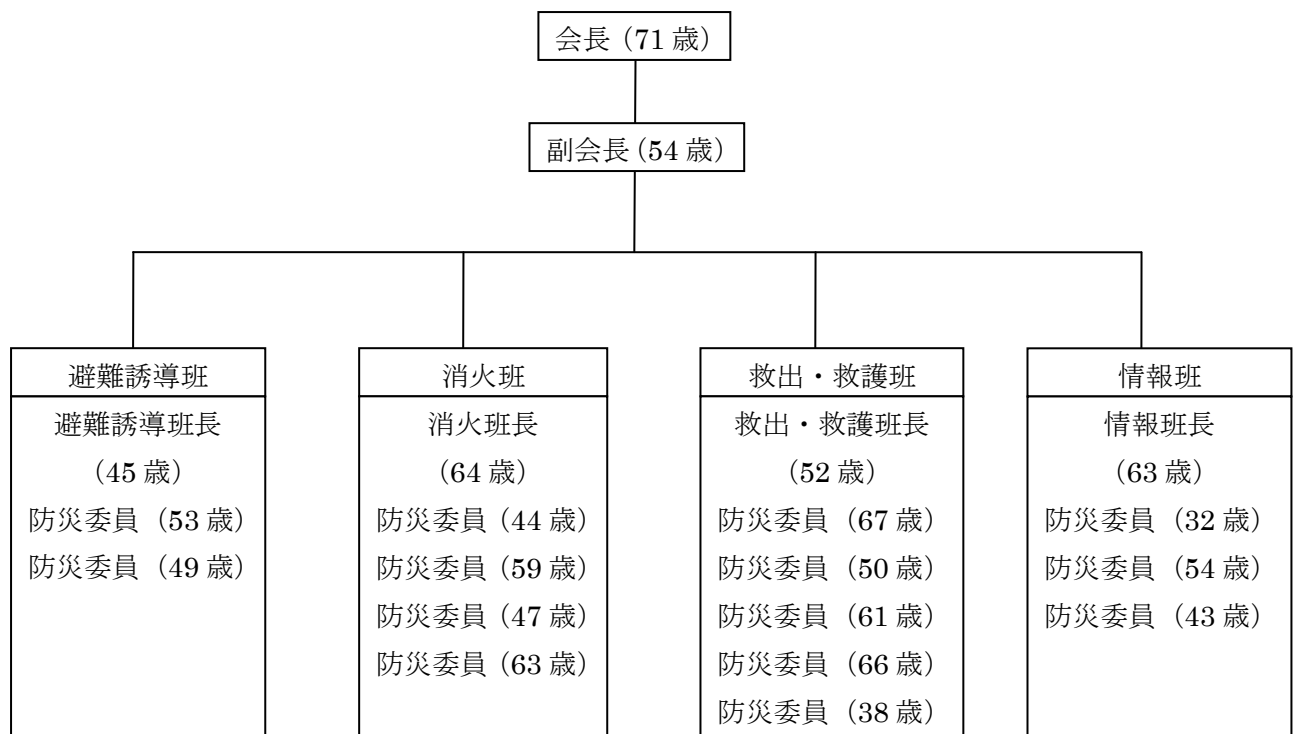 会長（71歳）
副会長（54歳）
避難誘導班
避難誘導班長
（45歳）
防災委員（53歳）
防災委員（49歳）
消火班
消火班長
（64歳）
防災委員（44歳）
防災委員（59歳）
防災委員（47歳）
防災委員（63歳）
救出・救護班
救出・救護班長
（52歳）
防災委員（67歳）
防災委員（50歳）
防災委員（61歳）
防災委員（66歳）
防災委員（38歳）
情報班
情報班長
（63歳）
防災委員（32歳）
防災委員（54歳）
防災委員（43歳）